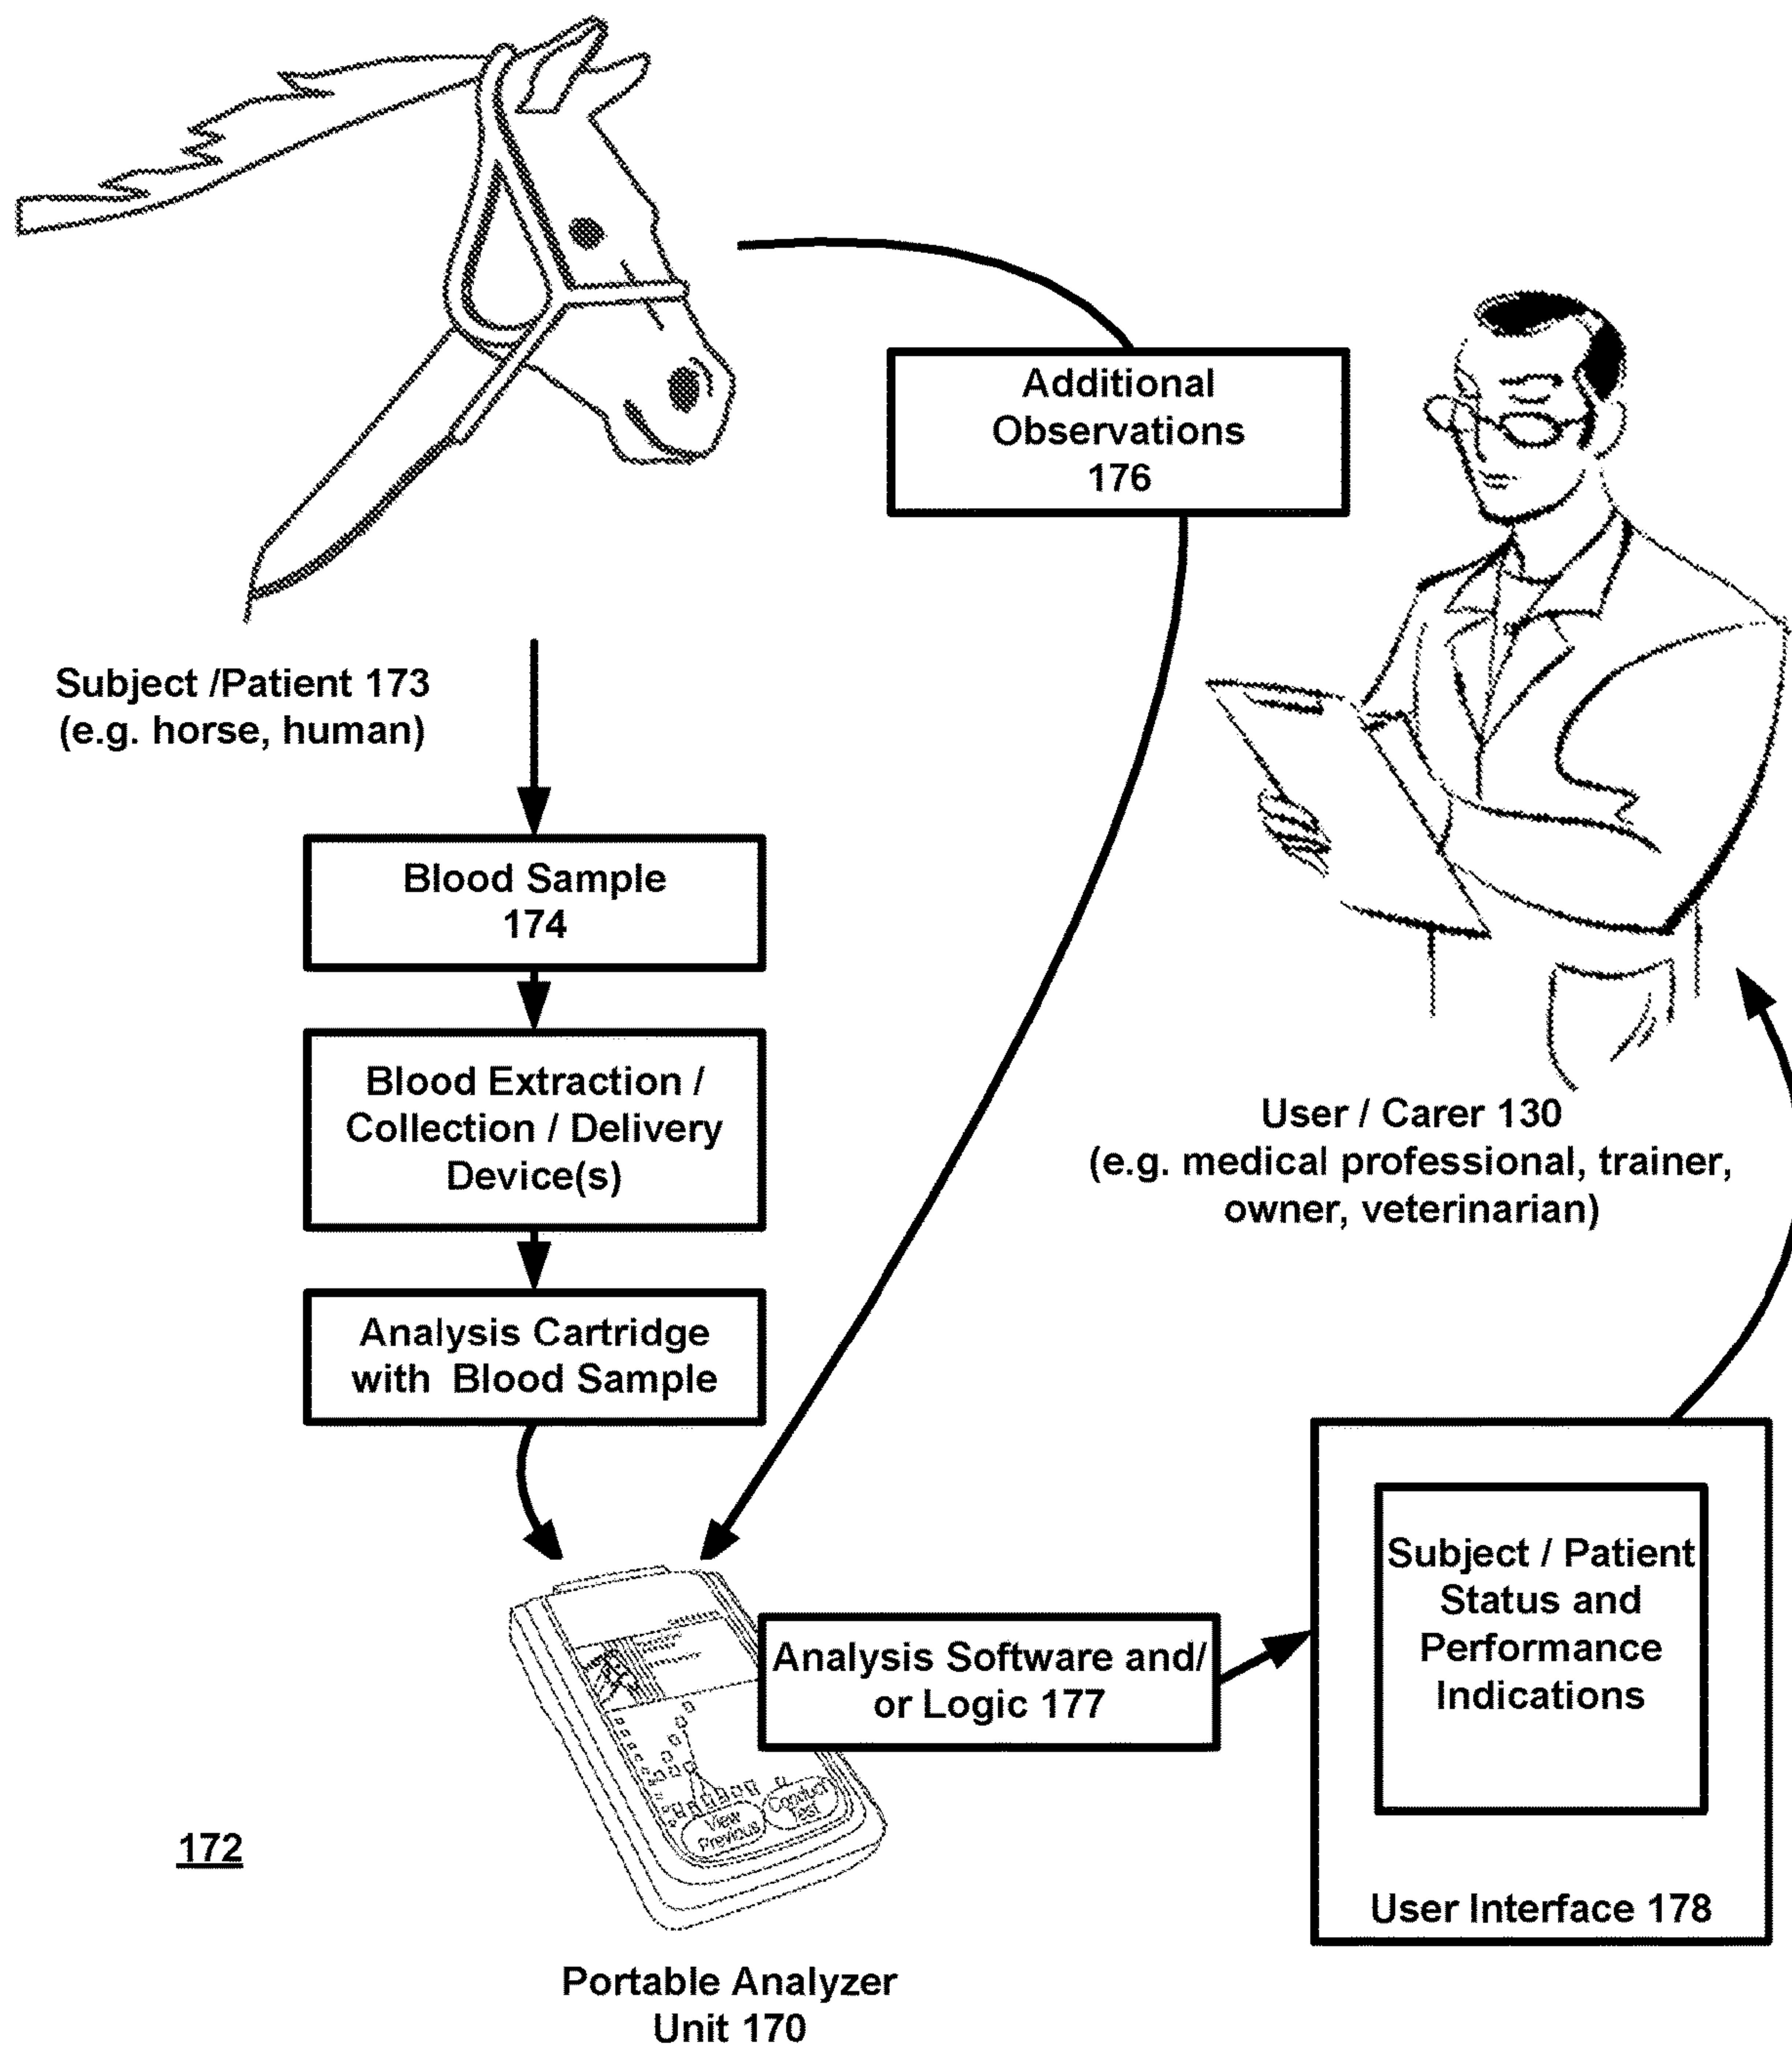 Additional
Observations
176
Subject /Patient 173
(e.g. horse, human)
Blood Sample
174
Blood Extraction /
Collection / Delivery
Device(s)
User / Carer 130
(e.g. medical professional, trainer,
owner, veterinarian)
Analysis Cartridge
with Blood Sample
Subject / Patient
Status and
Performance
Indications
Analysis Software and/
or Logic 177
View
Previous
Conduct
Test
172
User Interface 178
Portable Analyzer
Unit 170